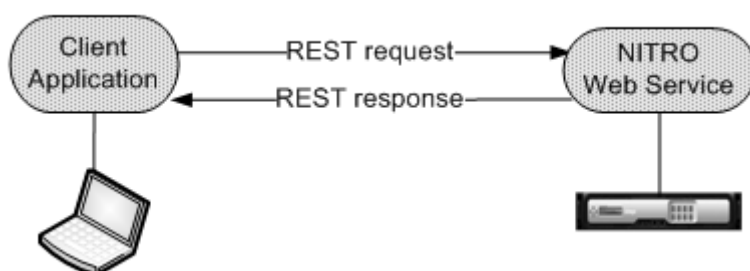 Client
Application
REST request
REST response
NITRO
Web Service